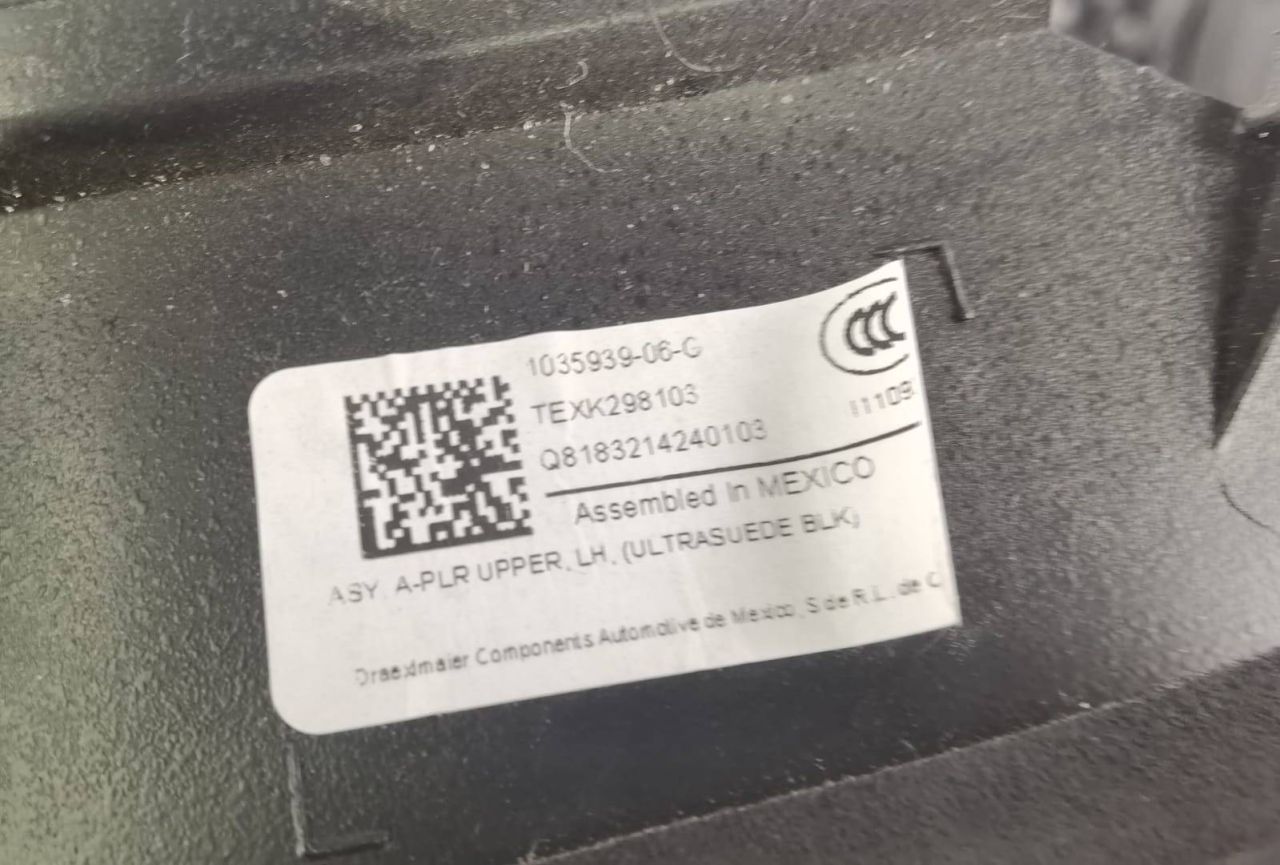 1035939-06-G
TEXK298103
Q8183214240103
11109
Assembled In MEXICO
ASY. A-PLR UPPER, LH, (ULTRASUEDE BLK)
Draexlmaier Components Automotive de Mexico, S de R.L. de C